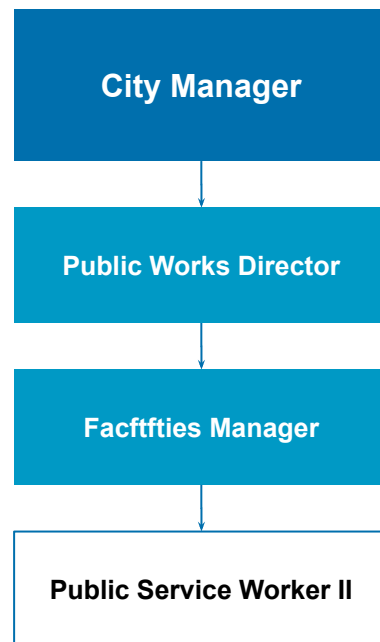 City Manager
Public Works Director
Facftfties Manager
Public Service Worker II